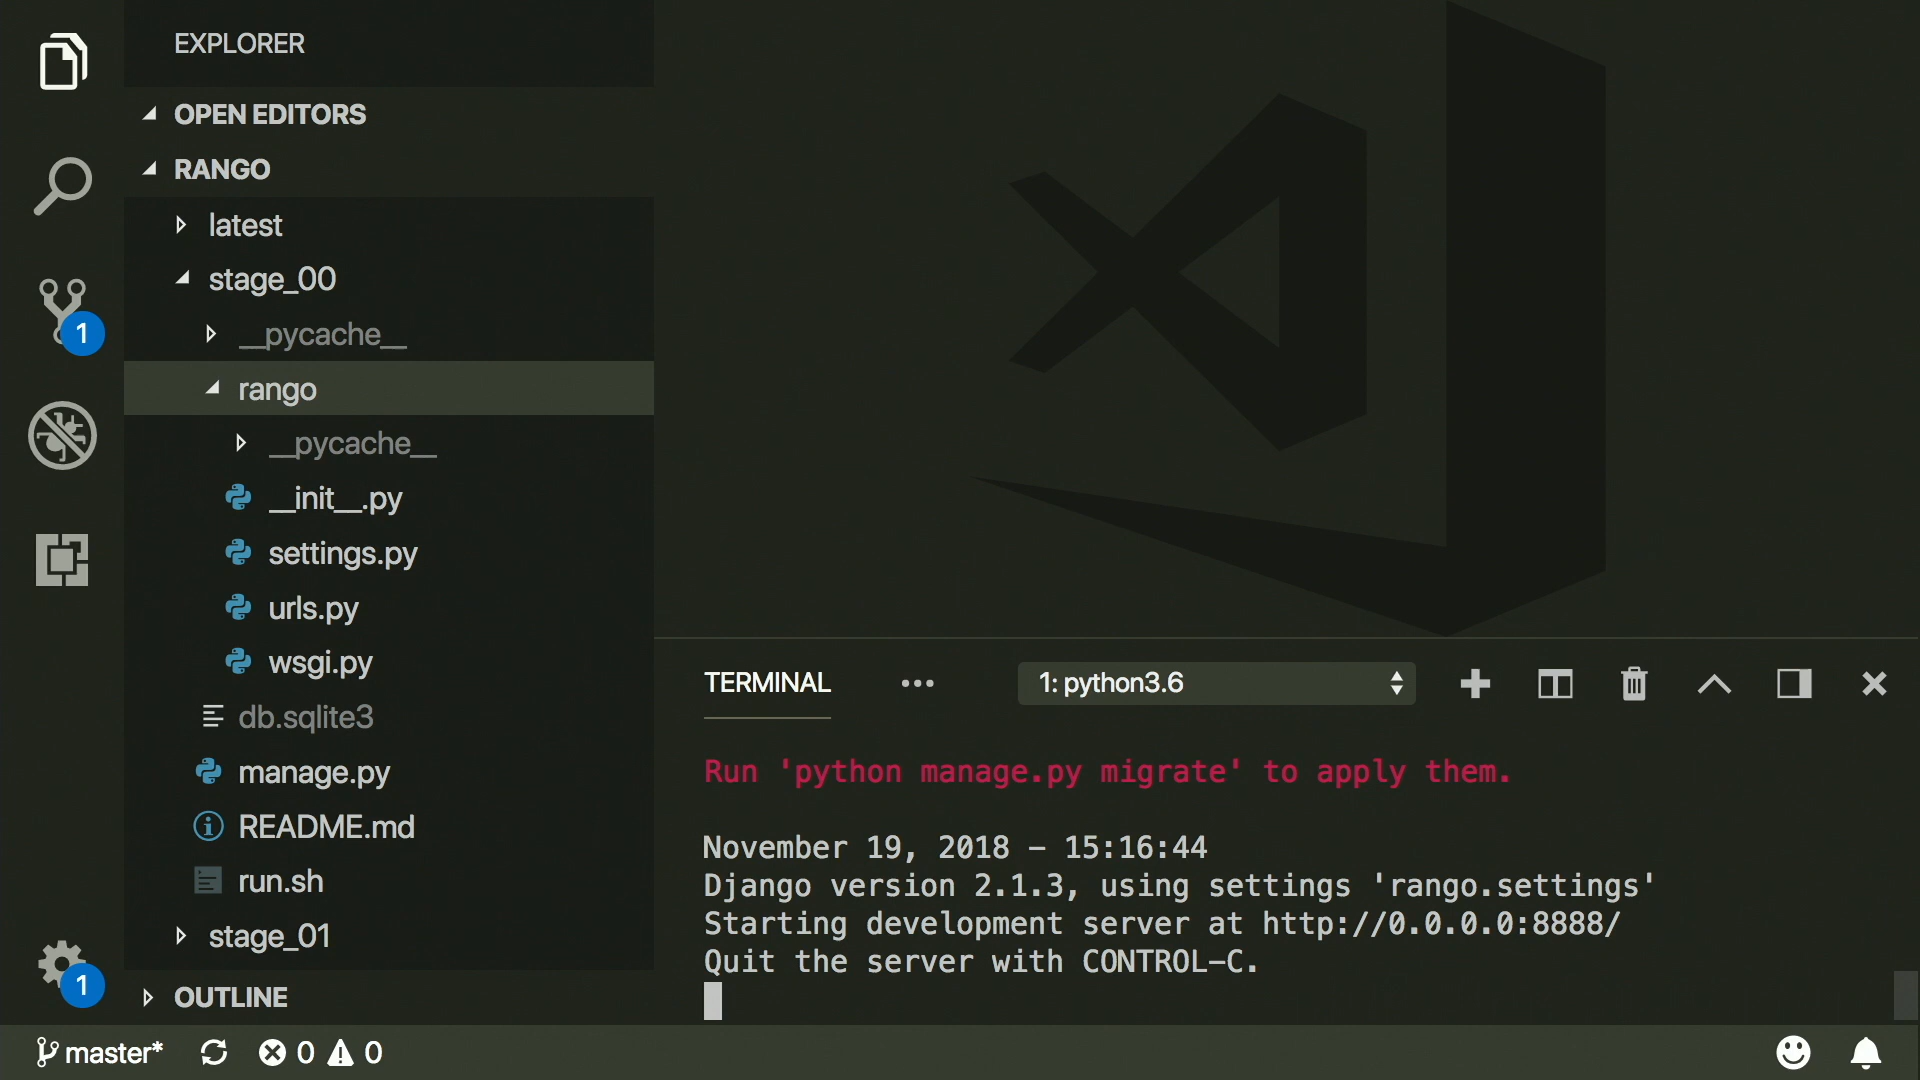 EXPLORER
OPEN EDITORS
RANGO
latest
stage_00
__pycache__
rango
__pycache__
__init__.py
settings.py
urls.py
wsgi.py
db.sqlite3
manage.py
README.md
run.sh
stage_01
OUTLINE
1
1
TERMINAL
1: python3.6
Run 'python manage.py migrate' to apply them.
November 19, 2018 - 15:16:44
Django version 2.1.3, using settings 'rango.settings'
Starting development server at http://0.0.0.0:8888/
Quit the server with CONTROL-C.
master* 0 0